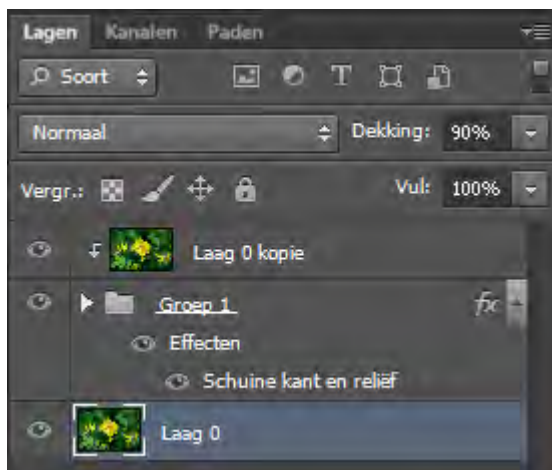 Lagen Kanalen Paden
Soort
Normaal Dekking: 90%
Vergr.: Vul: 100%
Laag 0 kopie
Groep 1 fx
Effecten
Schuine kant en reliëf
Laag 0